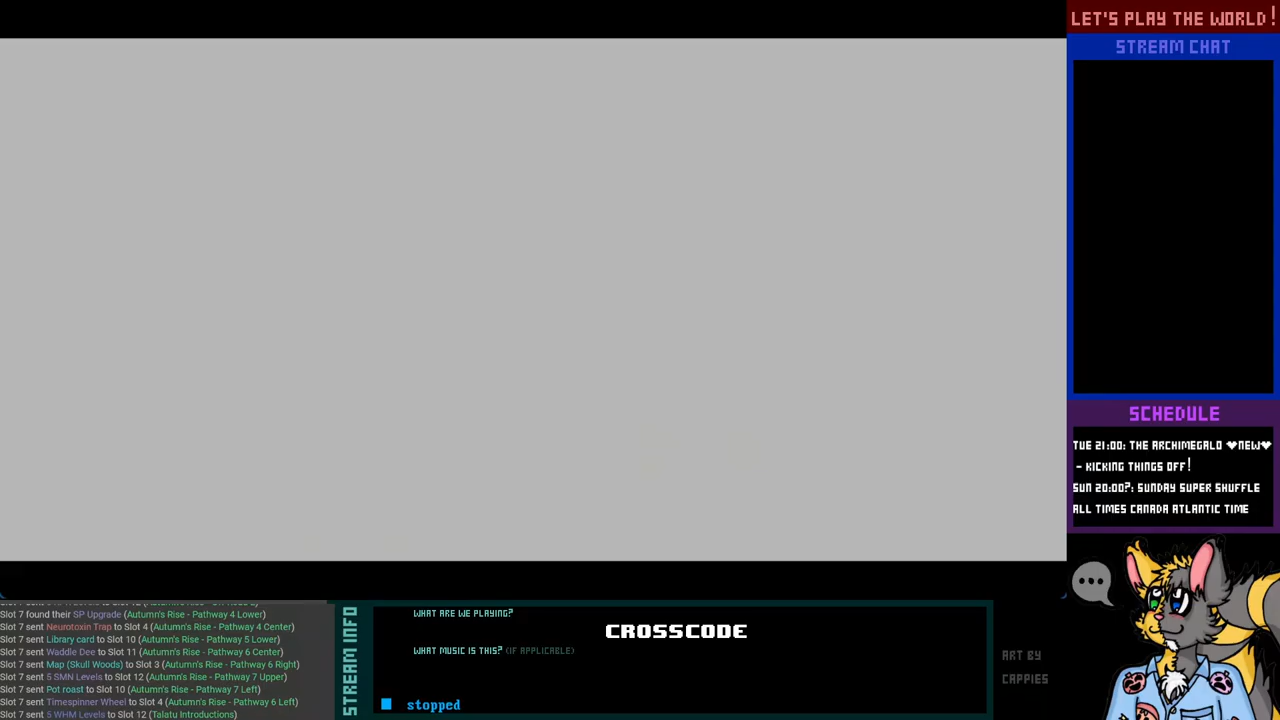 LET'S PLAY THE WORLD!
STREAM CHAT
SCHEDULE
TUE 21:00: THE ARCHIMEGALO ♥NEW♥
- KICKING THINGS OFF!
SUN 20:00?: SUNDAY SUPER SHUFFLE
ALL TIMES CANADA ATLANTIC TIME
Slot 7 found their SP Upgrade (Autumn's Rise - Pathway 4 Lower)
Slot 7 sent Neurotoxin Trap to Slot 4 (Autumn's Rise - Pathway 4 Center)
Slot 7 sent Library card to Slot 10 (Autumn's Rise - Pathway 5 Lower)
Slot 7 sent Waddle Dee to Slot 11 (Autumn's Rise - Pathway 6 Center)
Slot 7 sent Map (Skull Woods) to Slot 3 (Autumn's Rise - Pathway 6 Right)
Slot 7 sent 5 SMN Levels to Slot 12 (Autumn's Rise - Pathway 7 Upper)
Slot 7 sent Pot roast to Slot 10 (Autumn's Rise - Pathway 7 Left)
Slot 7 sent Timespinner Wheel to Slot 4 (Autumn's Rise - Pathway 6 Left)
Slot 7 sent 5 WHM Levels to Slot 12 (Talatu Introductions)
STREAM INFO
WHAT ARE WE PLAYING?
CROSSCODE
WHAT MUSIC IS THIS? (IF APPLICABLE)
stopped
ART BY
CAPPIES